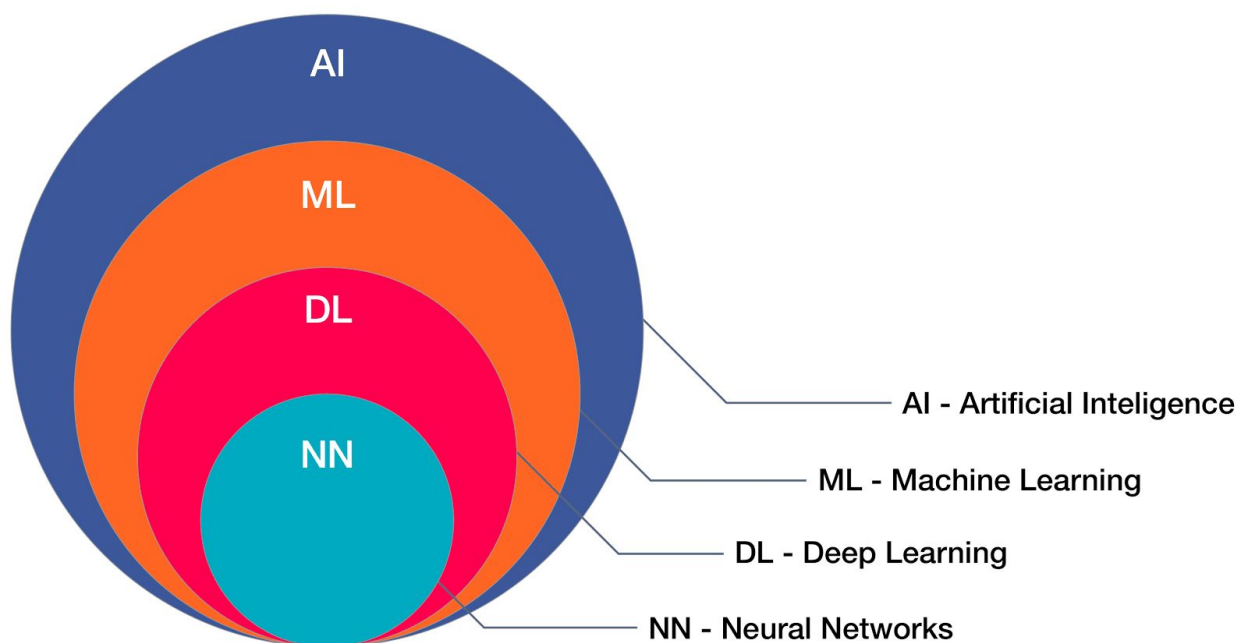 AI
ML
DL
NN
AI - Artificial Inteligence
ML - Machine Learning
DL - Deep Learning
NN - Neural Networks